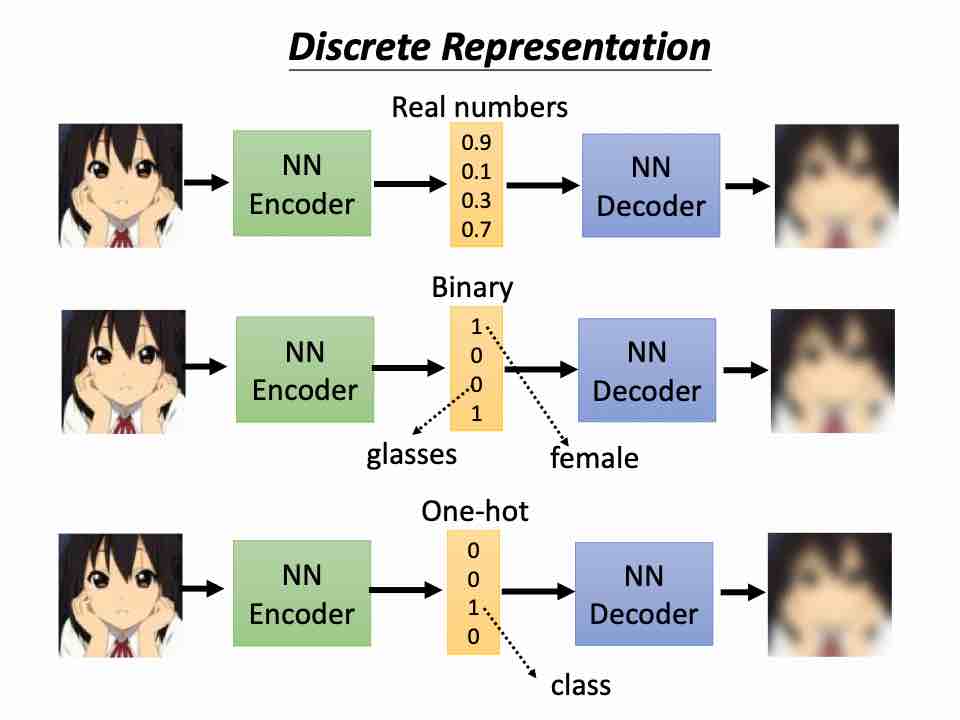 Discrete Representation
Real numbers
NN
Encoder
0.9
0.1
0.3
0.7
NN
Decoder
Binary
NN
Encoder
1
0
0
1
NN
Decoder
glasses
female
One-hot
NN
Encoder
0
0
1
0
NN
Decoder
class